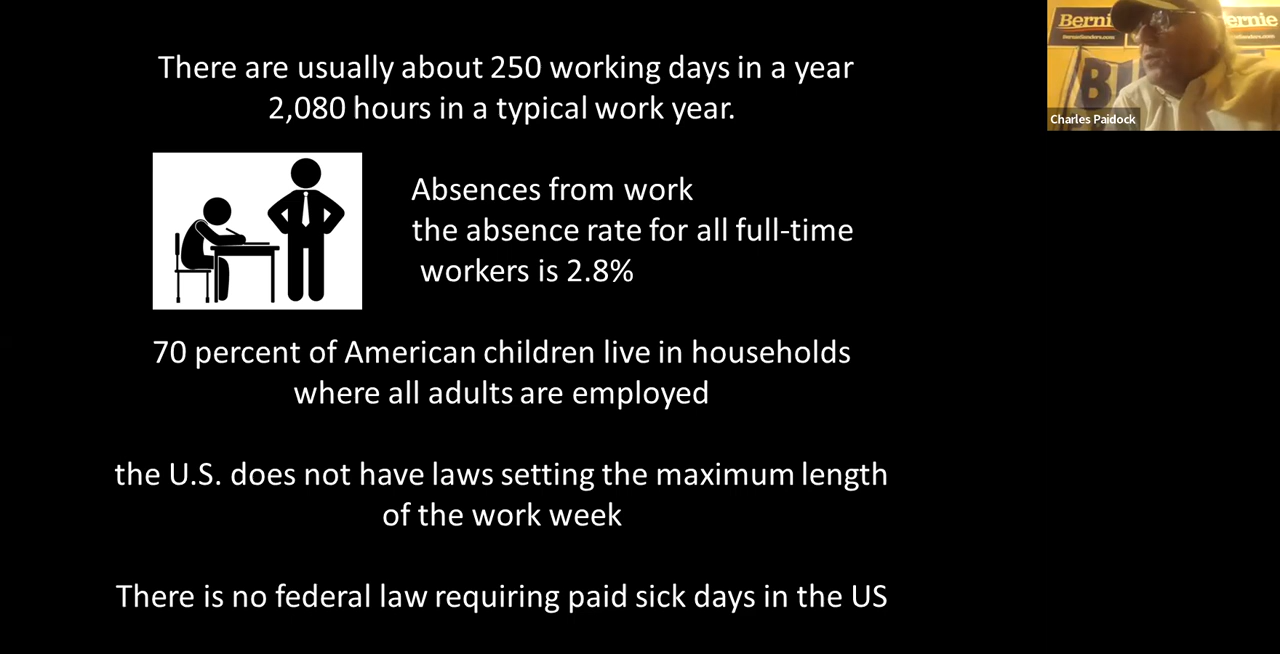 There are usually about 250 working days in a year
2,080 hours in a typical work year.
Absences from work
the absence rate for all full-time
workers is 2.8%
70 percent of American children live in households
where all adults are employed
the U.S. does not have laws setting the maximum length
of the work week
There is no federal law requiring paid sick days in the US
Berni
ernie
Charles Paidock